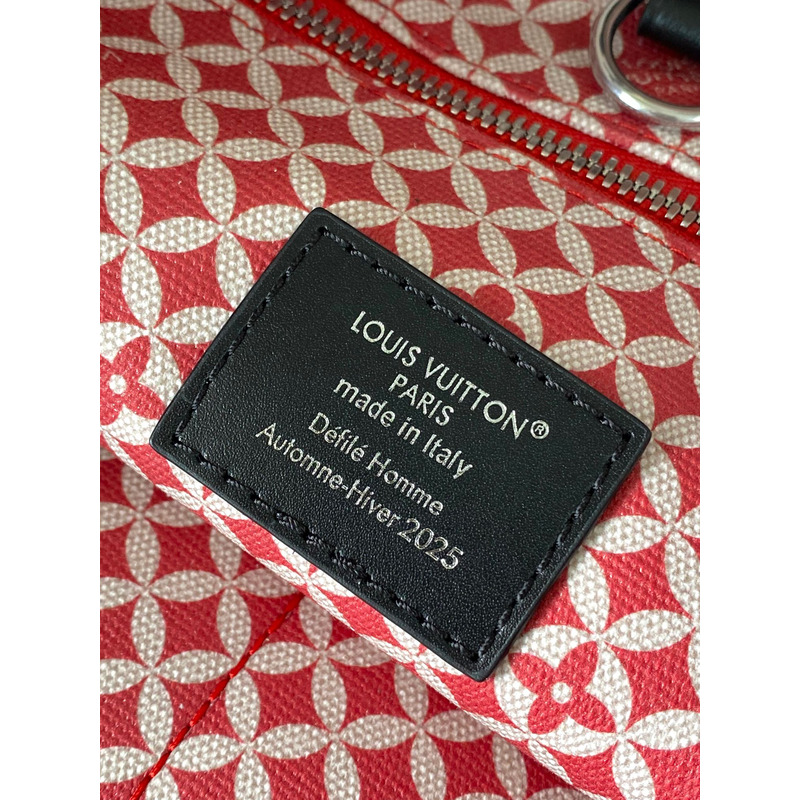 LOUIS VUITTON®
PARIS
made in Italy
Défilé Homme
Automne-Hiver 2025